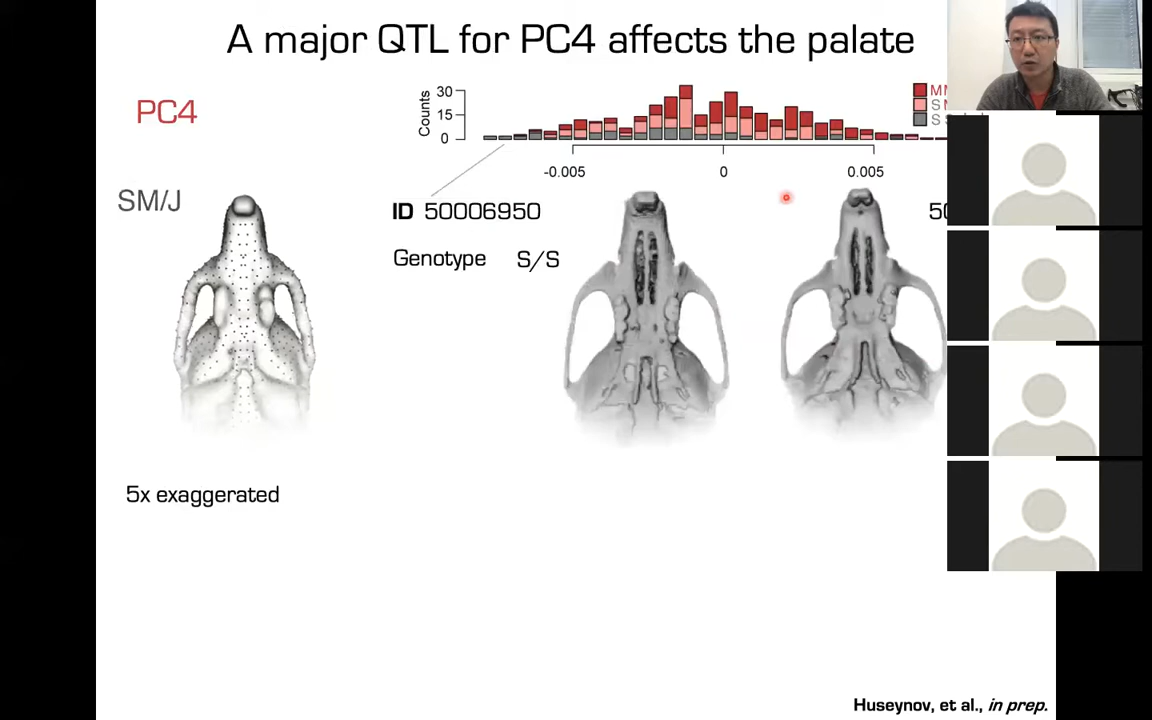 A major QTL for PC4 affects the palate
PC4
Counts
30
15
0
-0.005
0
0.005
SM/J
ID 50006950
50
Genotype S/S
5x exaggerated
Huseynov, et al., in prep.